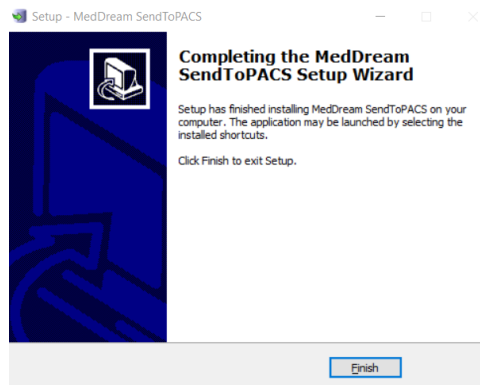 Setup - MedDream SendToPACS
Completing the MedDream
SendToPACS Setup Wizard
Setup has finished installing MedDream SendToPACS on your
computer. The application may be launched by selecting the
installed shortcuts.
Click Finish to exit Setup.
Finish